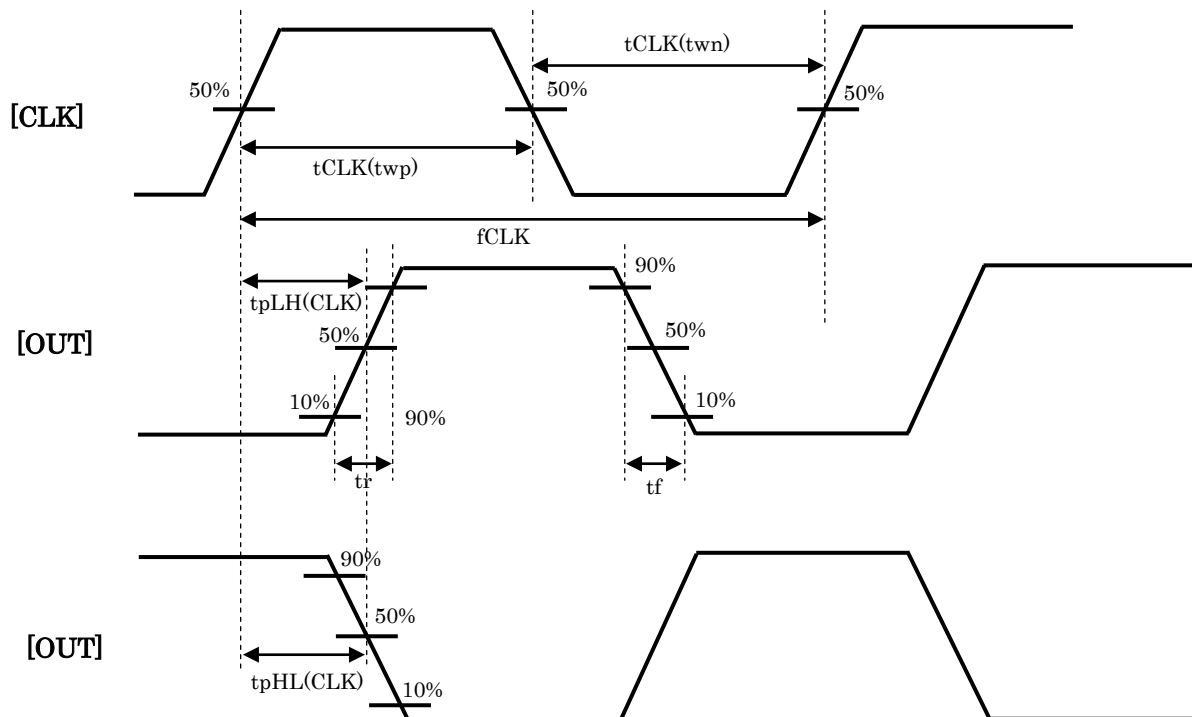 tCLK(twn)
50%
50%
50%
[CLK]
tCLK(twp)
fCLK
90%
tpLH(CLK)
50%
50%
[OUT]
10%
10%
90%
tr
tf
90%
50%
[OUT]
tpHL(CLK)
10%